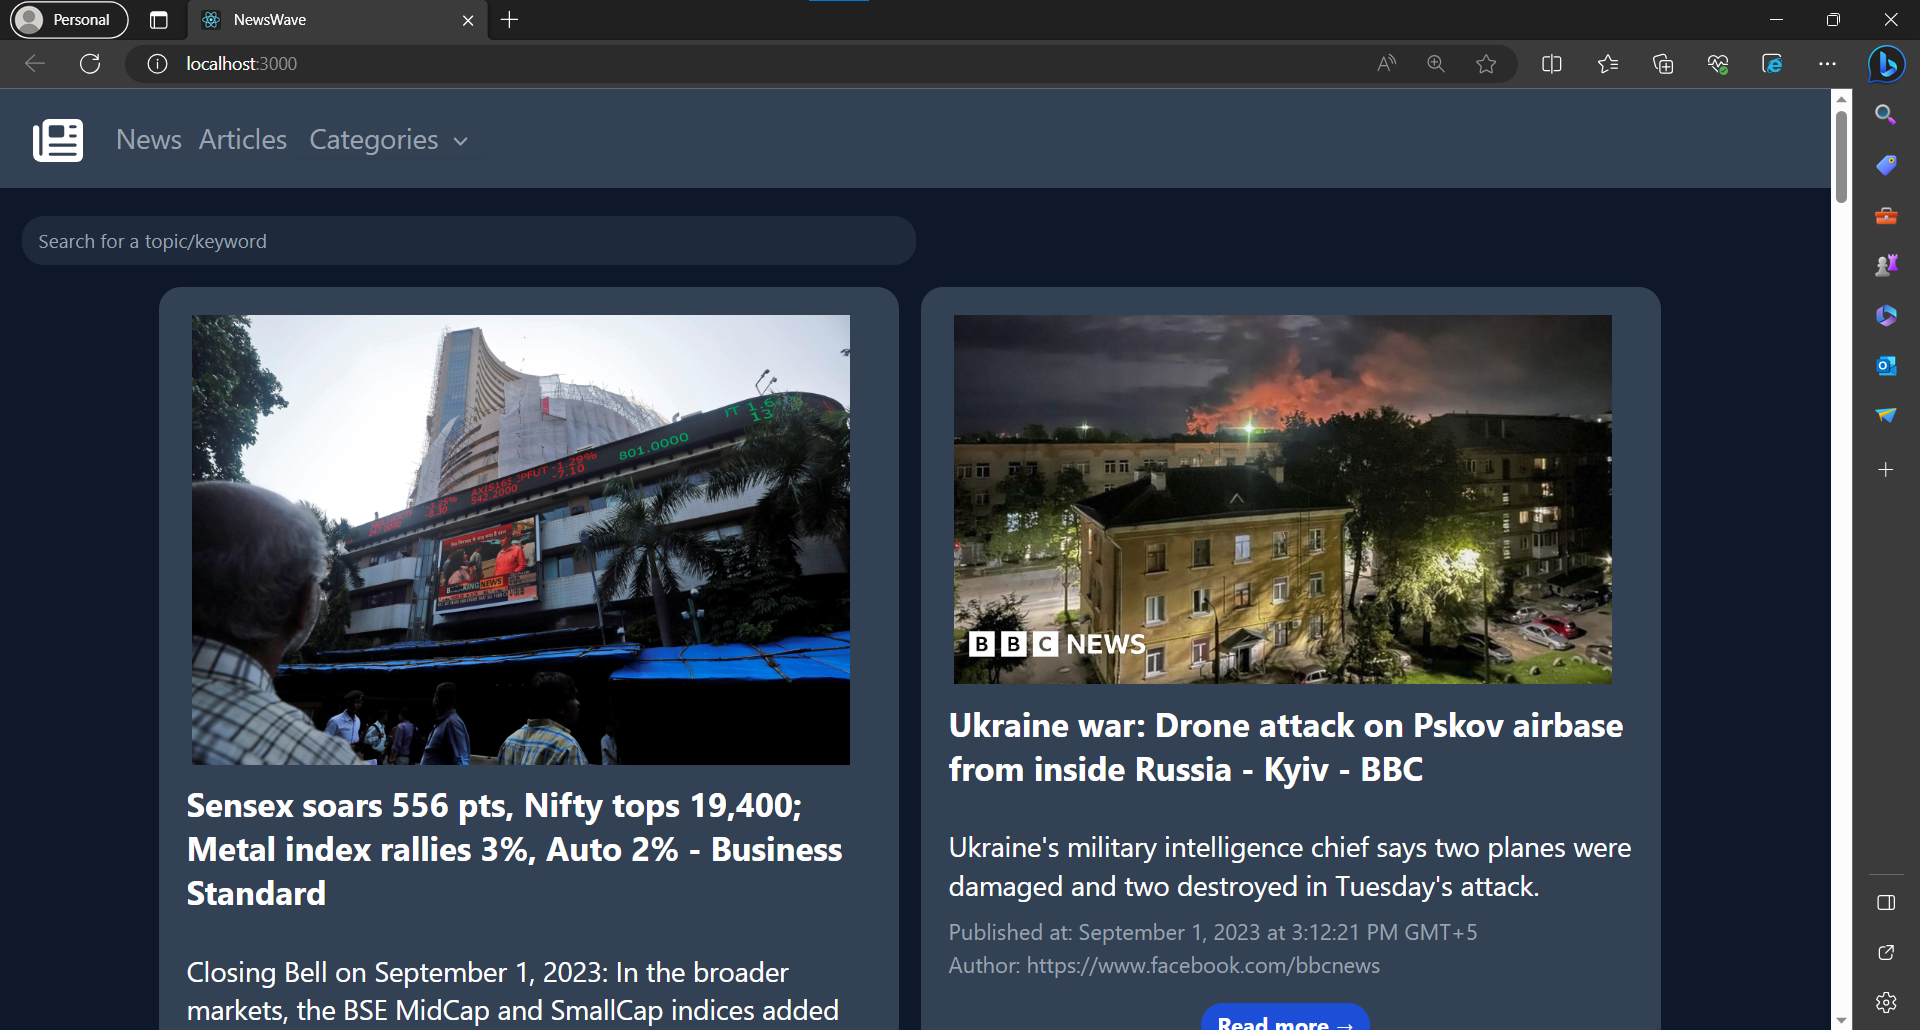 Personal
NewsWave
localhost:3000
News Articles Categories
Search for a topic/keyword
801.0000
542.2000
BBC NEWS
Sensex soars 556 pts, Nifty tops 19,400;
Metal index rallies 3%, Auto 2% - Business
Standard
Closing Bell on September 1, 2023: In the broader
markets, the BSE MidCap and SmallCap indices added
Ukraine war: Drone attack on Pskov airbase
from inside Russia - Kyiv - BBC
Ukraine's military intelligence chief says two planes were
damaged and two destroyed in Tuesday's attack.
Published at: September 1, 2023 at 3:12:21 PM GMT+5
Author: https://www.facebook.com/bbcnews
Read more →